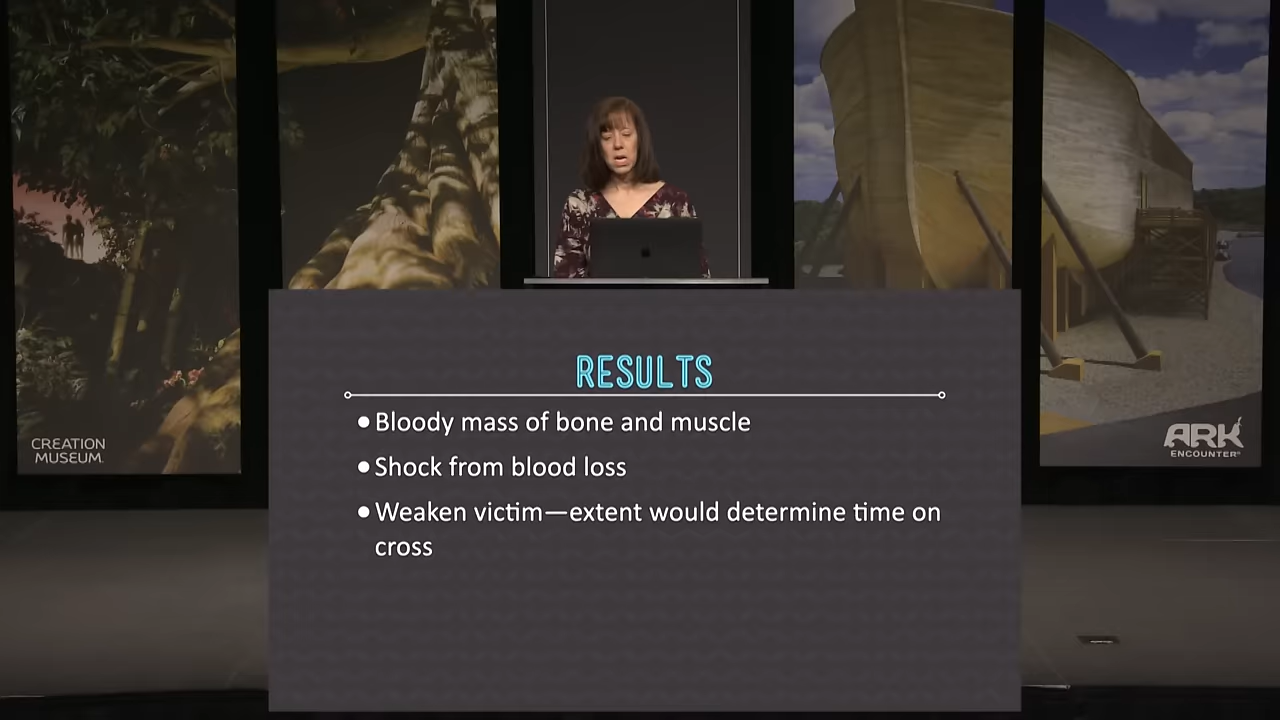 RESULTS
●Bloody mass of bone and muscle
●Shock from blood loss
●Weaken victim—extent would determine time on
cross
CREATION
MUSEUM
ARK
ENCOUNTER